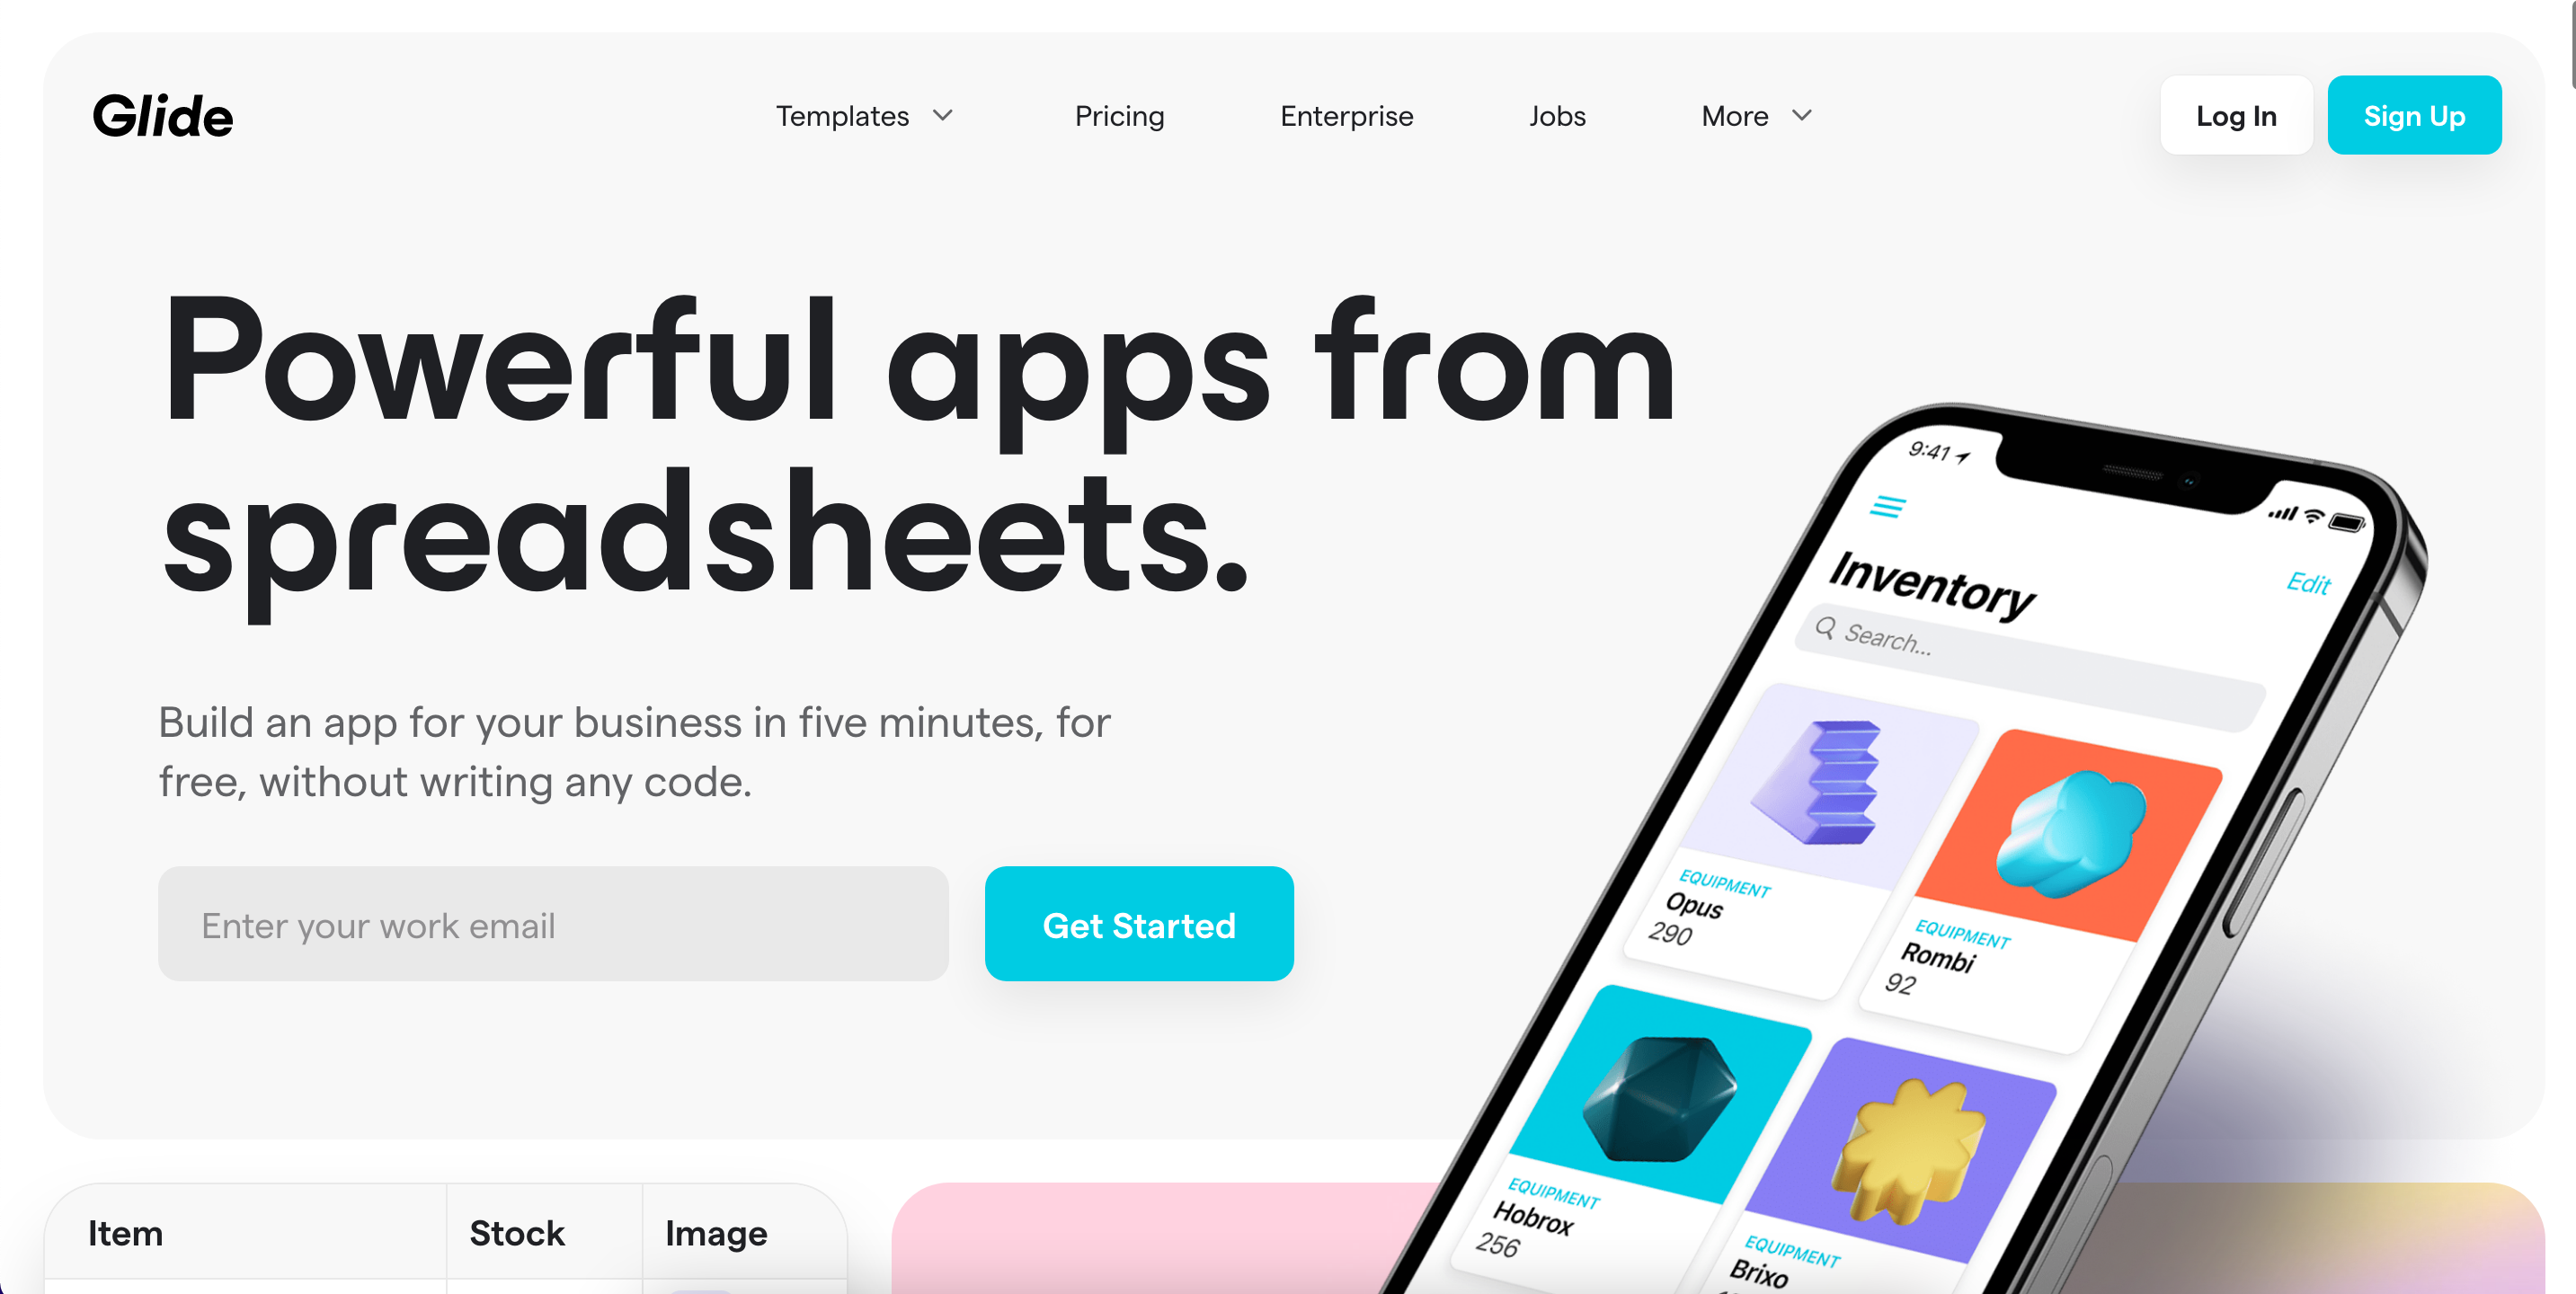 Glide
Templates
Pricing
Enterprise
Jobs
More
Log In
Sign Up
Powerful apps from
spreadsheets.
Build an app for your business in five minutes, for
free, without writing any code.
Enter your work email
Get Started
9:41
Inventory
Edit
Search...
EQUIPMENT
Opus
290
EQUIPMENT
Rombi
92
EQUIPMENT
Hobrox
256
EQUIPMENT
Brixo
Item
Stock
Image